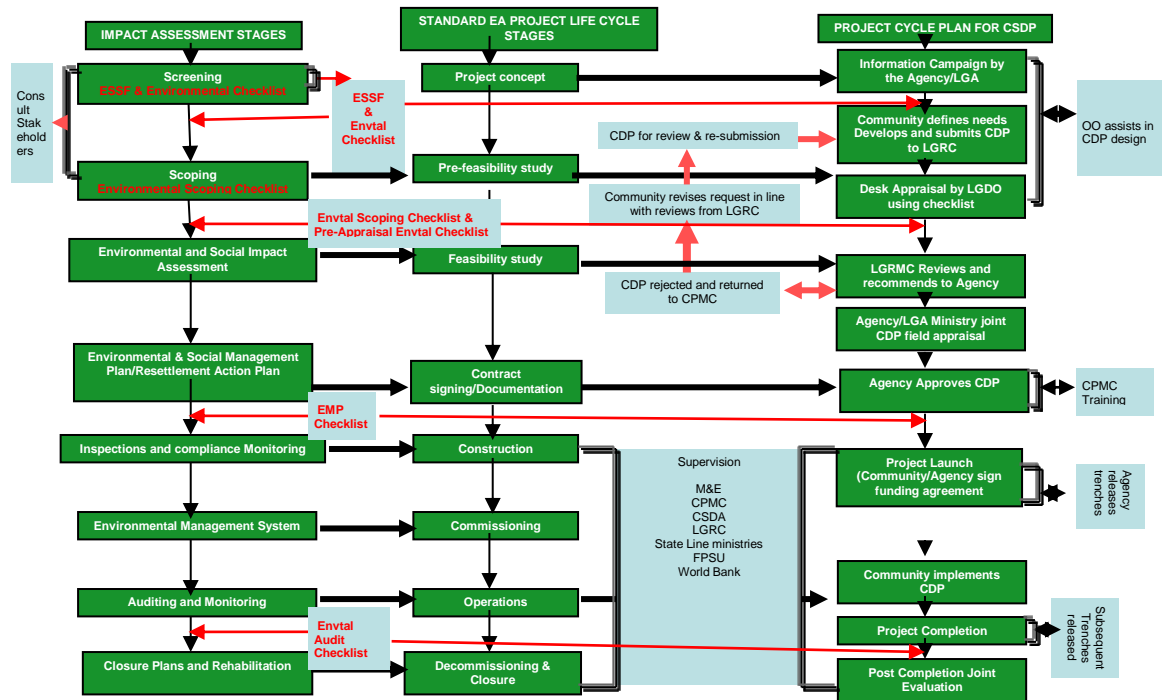 IMPACT ASSESSMENT STAGES
STANDARD EA PROJECT LIFE CYCLE
STAGES
PROJECT CYCLE PLAN FOR CSDP
Screening
ESSF & Environmental Checklist
Project concept
Information Campaign by
the Agency/LGA
Cons
ult
Stak
ehold
ers
ESSF
&
Envtal
Checklist
CDP for review & re-submission
Community defines needs
Develops and submits CDP
to LGRC
OO assists in
CDP design
Scoping
Environmental Scoping Checklist
Pre-feasibility study
Desk Appraisal by LGDO
using checklist
Community revises request in line
with reviews from LGRC
Envtal Scoping Checklist &
Pre-Appraisal Envtal Checklist
Environmental and Social Impact
Assessment
Feasibility study
CDP rejected and returned
to CPMC
LGRMC Reviews and
recommends to Agency
Agency/LGA Ministry joint
CDP field appraisal
Environmental & Social Management
Plan/Resettlement Action Plan
Contract
signing/Documentation
Agency Approves CDP
CPMC
Training
EMP
Checklist
Inspections and compliance Monitoring
Construction
Supervision
M&E
CPMC
CSDA
LGRC
State Line ministries
FPSU
World Bank
Project Launch
(Community/Agency sign
funding agreement
Agency
releases
trenches
Environmental Management System
Commissioning
Community implements
CDP
Auditing and Monitoring
Operations
Envtal
Audit
Checklist
Project Completion
Subsequent
Trenches
released
Closure Plans and Rehabilitation
Decommissioning &
Closure
Post Completion Joint
Evaluation